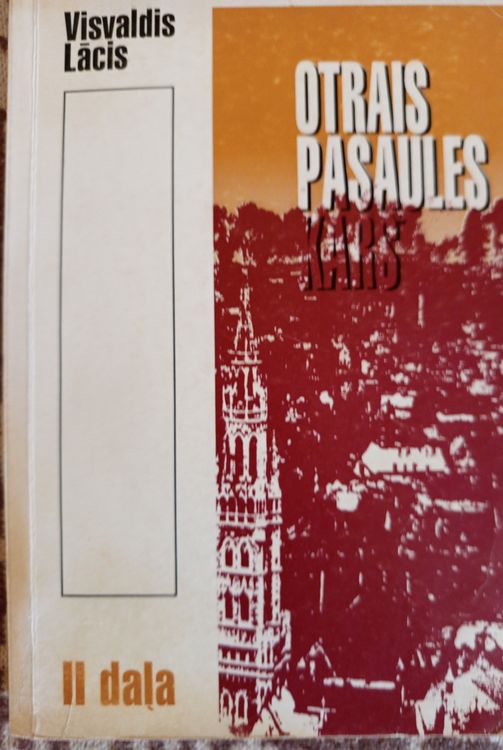 Visvaldis
Lācis
OTRAIS
PASAULES
KARŠ
II daļa